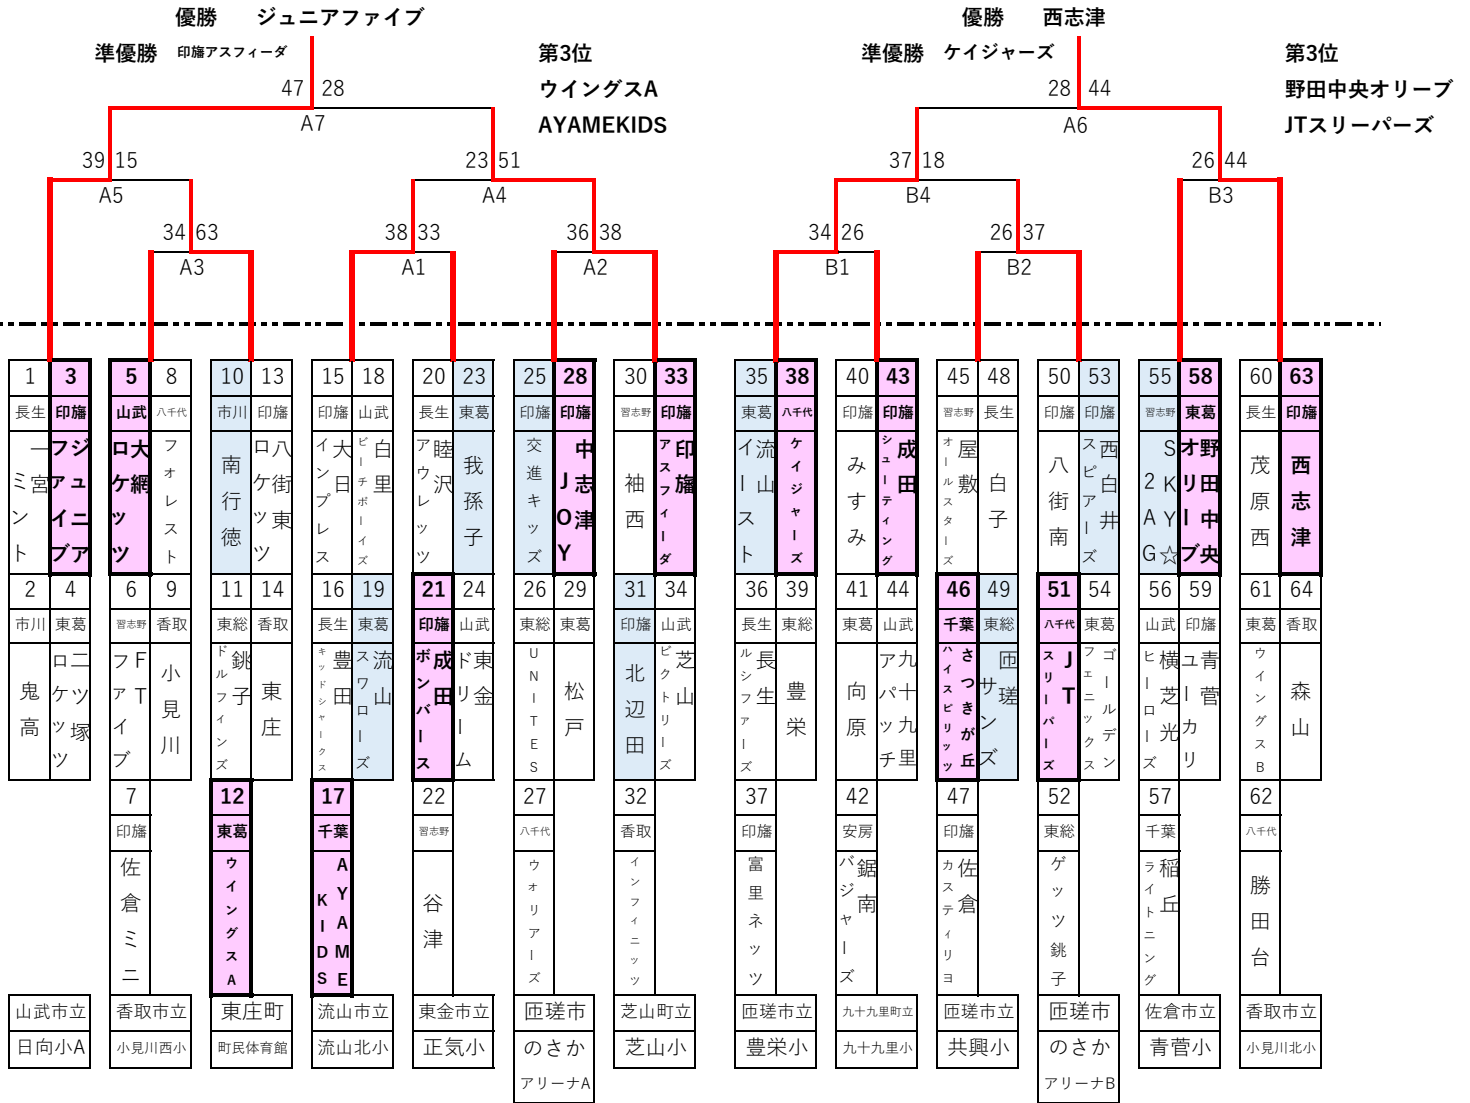 優勝 ジュニアファイブ
準優勝 印旛アスフィーダ
第3位
ウイングスA
AYAMEKIDS
47 28
A7
39 15
A5
23 51
A4
34 63
A3
38 33
A1
36 38
A2
優勝 西志津
準優勝 ケイジャーズ
第3位
野田中央オリーブ
JTスリーパーズ
28 44
A6
37 18
B4
26 44
B3
34 26
B1
26 37
B2
1 長生 一宮ミント
2 市川 鬼高
3 印旛 ジュニアファイブ
4 東葛 二ツ塚ロケッツ
山武市立
日向小A
5 山武 大網ロケッツ
6 習志野 FTファイブ
7 印旛 佐倉ミニ
8 八千代 フォレスト
9 香取 小見川
香取市立
小見川西小
10 市川 南行徳
11 東総 銚子ドルフィンズ
12 東葛 ウイングスA
13 印旛 八街東ロケッツ
14 香取 東庄
東庄町
町民体育館
15 印旛 大日インプレス
16 長生 豊田キッドシャークス
17 千葉 AYAMEKIDS
18 山武 白里ビーチボーイズ
19 東葛 流山スワローズ
流山市立
流山北小
20 長生 睦沢アウレッツ
21 印旛 成田ボンバース
22 習志野 谷津
23 東葛 我孫子
24 山武 東金ドリーム
東金市立
正気小
25 印旛 交進キッズ
26 東総 UNITES
27 八千代 ウォリアーズ
28 印旛 中志津JOY
29 東葛 松戸
匝瑳市
のさか
アリーナA
30 習志野 袖西
31 印旛 北辺田
32 香取 インフィニッツ
33 印旛 印旛アスフィーダ
34 山武 芝山ビクトリーズ
芝山町立
芝山小
35 東葛 流山イースト
36 長生 長生ルシファーズ
37 印旛 富里ネッツ
38 八千代 ケイジャーズ
39 東総 豊栄
匝瑳市立
豊栄小
40 印旛 みすみ
41 東葛 向原
42 安房 鋸南バジャーズ
43 印旛 成田シューティング
44 山武 九十九里アパッチ
九十九里町立
九十九里小
45 習志野 屋敷オールスターズ
46 千葉 さつきが丘ハイスピリッツ
47 印旛 佐倉カスティリヨ
48 長生 白子
49 東総 匝瑳サンズ
匝瑳市立
共興小
50 印旛 八街南
51 八千代 JTスリーパーズ
52 東総 ゲッツ銚子
53 印旛 西白井スピアーズ
54 東葛 ゴールデンフェニックス
匝瑳市
のさか
アリーナB
55 習志野 SKY☆2AG
56 山武 横芝光ヒーローズ
57 千葉 稲丘ライトニング
58 東葛 野田中央オリーブ
59 印旛 青菅ユーカリ
佐倉市立
青菅小
60 長生 茂原西
61 東葛 ウイングスB
62 八千代 勝田台
63 印旛 西志津
64 香取 森山
香取市立
小見川北小